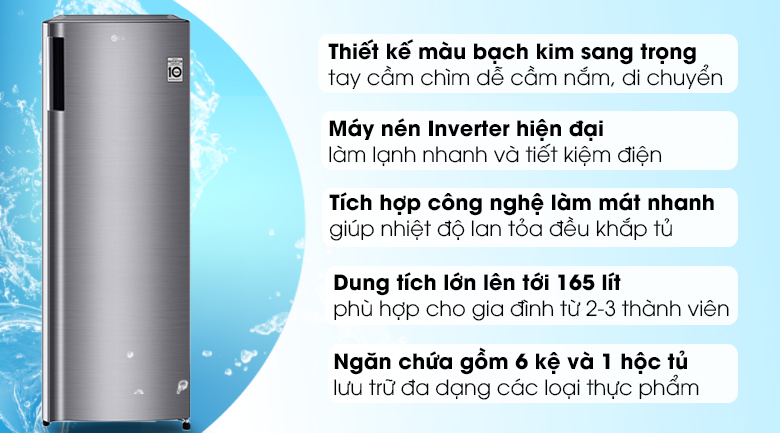 LG
10
Thiết kế màu bạch kim sang trọng
tay cầm chìm dễ cầm nắm, di chuyển
Máy nén Inverter hiện đại
làm lạnh nhanh và tiết kiệm điện
Tích hợp công nghệ làm mát nhanh
giúp nhiệt độ lan tỏa đều khắp tủ
Dung tích lớn lên tới 165 lít
phù hợp cho gia đình từ 2-3 thành viên
Ngăn chứa gồm 6 kệ và 1 hộc tủ
lưu trữ đa dạng các loại thực phẩm